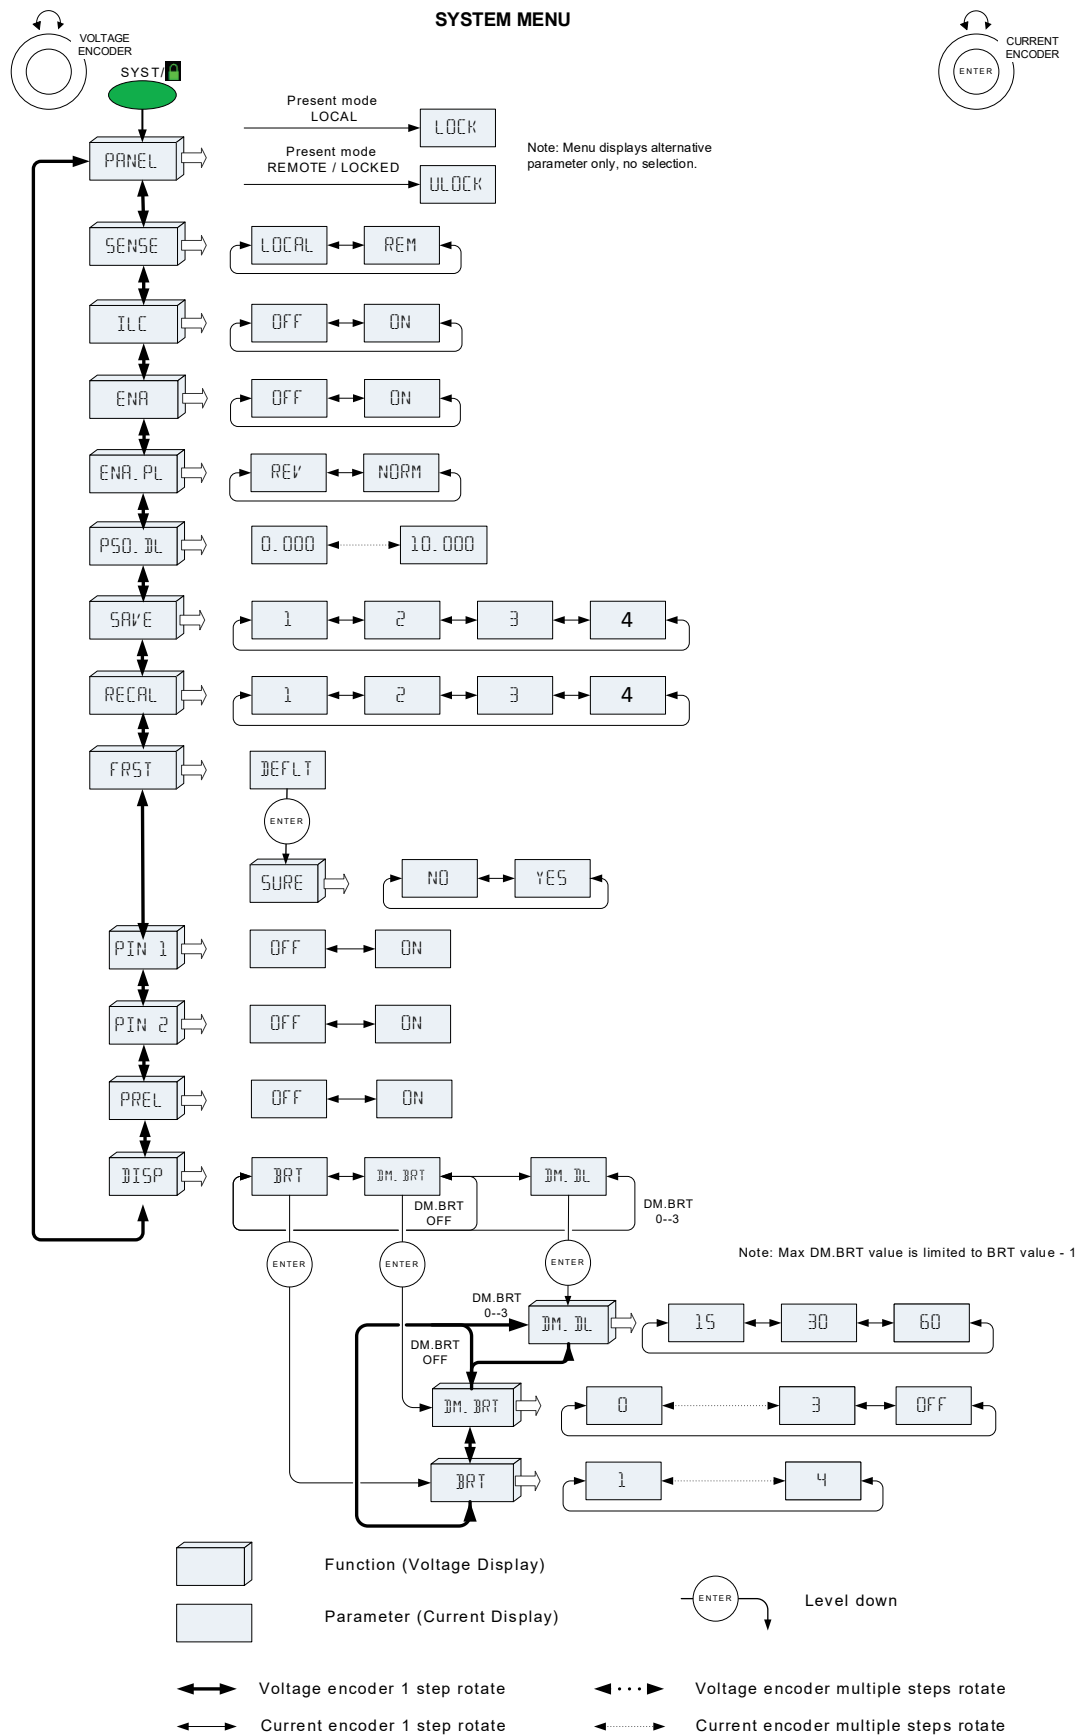 SYSTEM MENU
VOLTAGE
ENCODER
CURRENT
ENCODER
ENTER
SYST/
Present mode
LOCAL
LOCK
Present mode
REMOTE / LOCKED
ULOCK
Note: Menu displays alternative
parameter only, no selection.
PANEL
SENSE
LOCAL
REM
ILC
OFF
ON
ENA
OFF
ON
ENA.PL
REV
NORM
PSO.DL
0.000
10.000
SAVE
1
2
3
4
RECAL
1
2
3
4
FRST
DEFLT
ENTER
SURE
NO
YES
PIN 1
OFF
ON
PIN 2
OFF
ON
PREL
OFF
ON
DISP
BRT
DM.BRT
DM.DL
DM.BRT
OFF
DM.BRT
0--3
ENTER
ENTER
ENTER
Note: Max DM.BRT value is limited to BRT value - 1
DM.BRT
0--3
DM.DL
15
30
60
DM.BRT
OFF
DM.BRT
0
3
OFF
BRT
1
4
Function (Voltage Display)
Parameter (Current Display)
ENTER
Level down
Voltage encoder 1 step rotate
Voltage encoder multiple steps rotate
Current encoder 1 step rotate
Current encoder multiple steps rotate